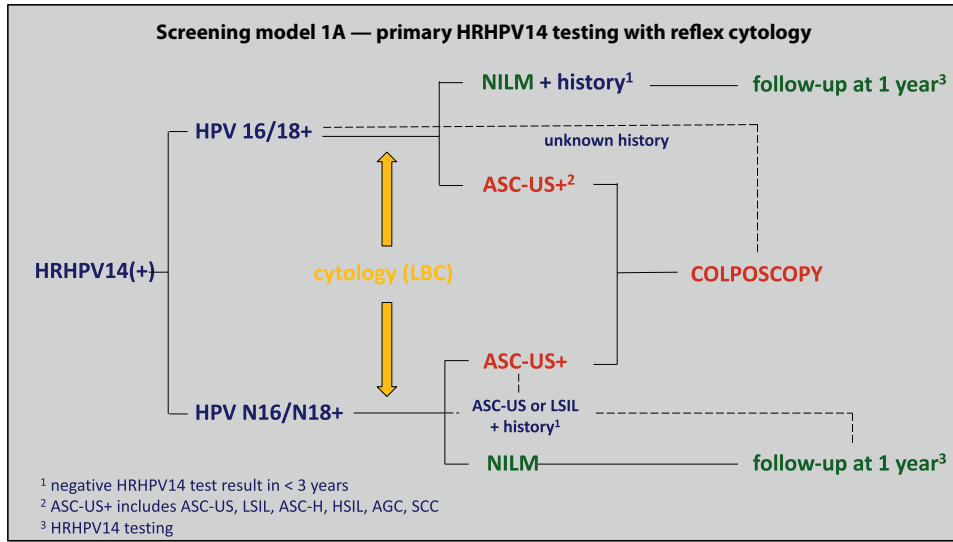 Screening model 1A — primary HRHPV14 testing with reflex cytology
NILM + history¹
follow-up at 1 year³
HPV 16/18+
unknown history
ASC-US+²
HRHPV14(+)
cytology (LBC)
COLPOSCOPY
ASC-US+
HPV N16/N18+
ASC-US or LSIL
+ history¹
NILM
follow-up at 1 year³
¹ negative HRHPV14 test result in < 3 years
² ASC-US+ includes ASC-US, LSIL, ASC-H, HSIL, AGC, SCC
³ HRHPV14 testing